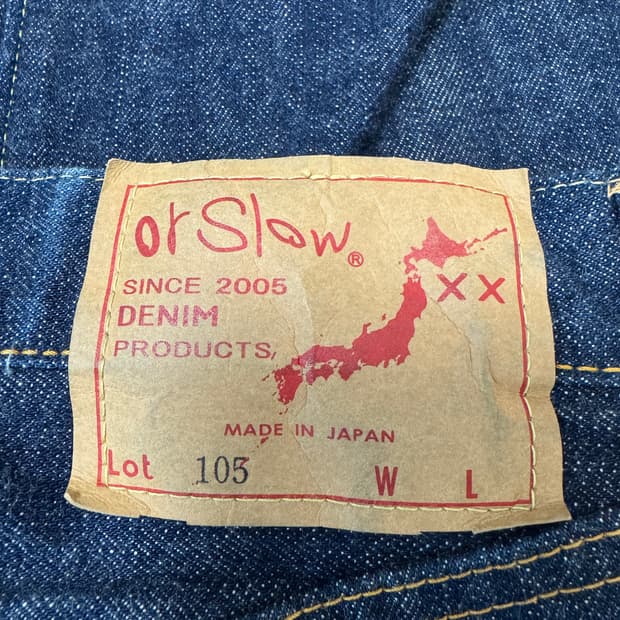 orslow®
SINCE 2005
XX
DENIM
PRODUCTS,
MADE IN JAPAN
Lot 105 W L